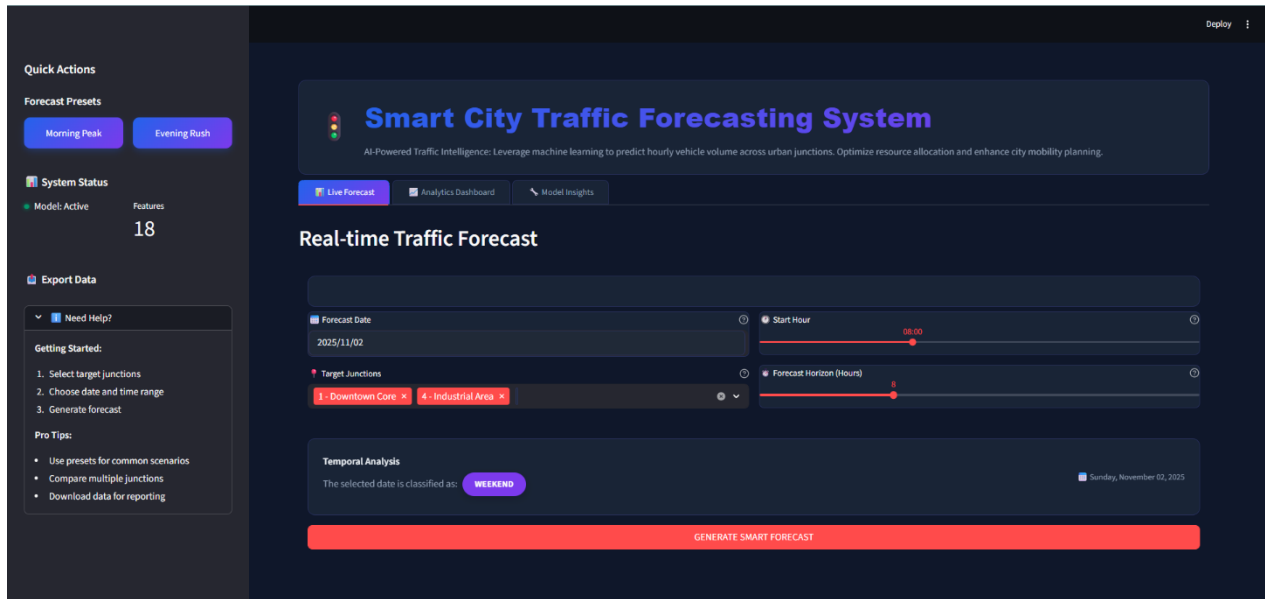 Deploy
Quick Actions
Forecast Presets
Morning Peak
Evening Rush
System Status
Model: Active
Features
18
Export Data
Need Help?
Getting Started:
1. Select target junctions
2. Choose date and time range
3. Generate forecast
Pro Tips:
• Use presets for common scenarios
• Compare multiple junctions
• Download data for reporting
Smart City Traffic Forecasting System
AI-Powered Traffic Intelligence: Leverage machine learning to predict hourly vehicle volume across urban junctions. Optimize resource allocation and enhance city mobility planning.
Live Forecast
Analytics Dashboard
Model Insights
Real-time Traffic Forecast
Forecast Date
2025/11/02
Start Hour
08:00
Target Junctions
1 - Downtown Core ×
4 - Industrial Area ×
Forecast Horizon (Hours)
8
Temporal Analysis
The selected date is classified as: WEEKEND
Sunday, November 02, 2025
GENERATE SMART FORECAST